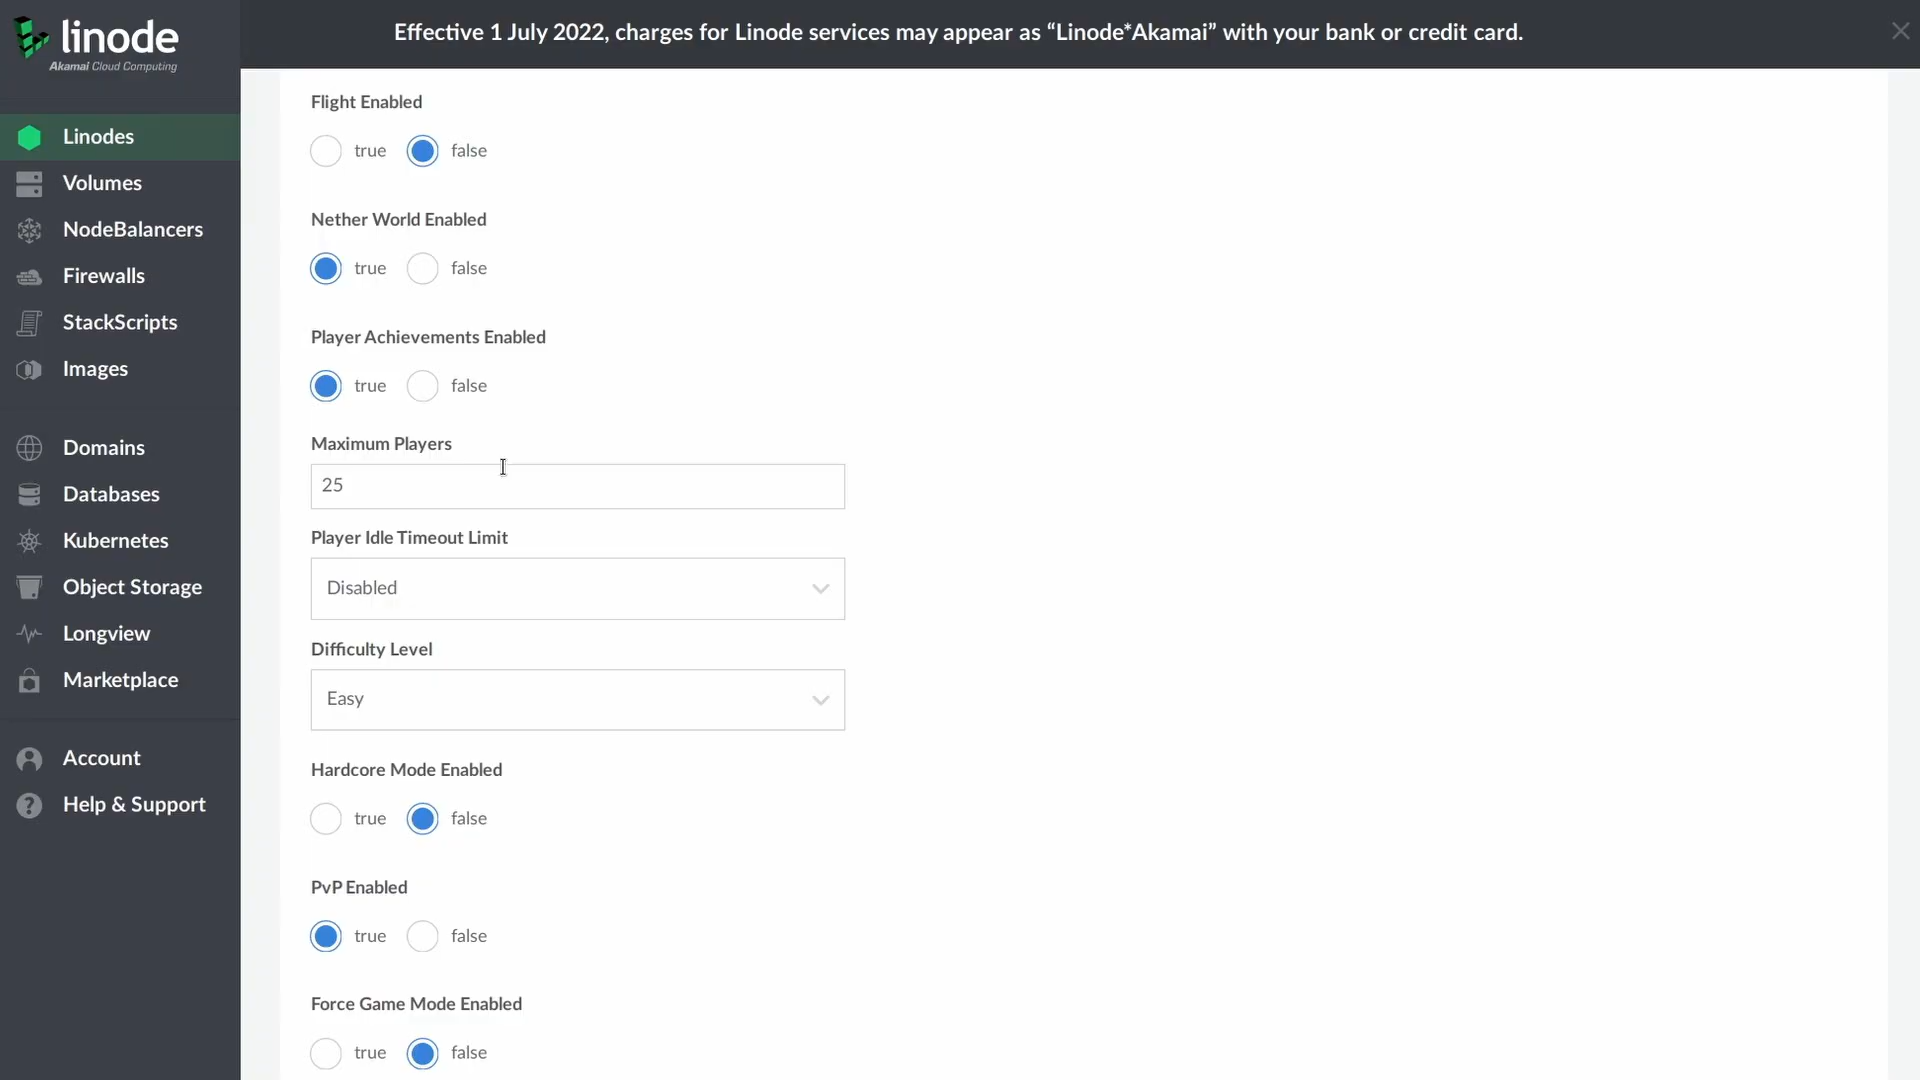 linode
Akamai Cloud Computing
Effective 1 July 2022, charges for Linode services may appear as “Linode*Akamai” with your bank or credit card.
Linodes
Volumes
NodeBalancers
Firewalls
StackScripts
Images
Domains
Databases
Kubernetes
Object Storage
Longview
Marketplace
Account
Help & Support
Flight Enabled
true false
Nether World Enabled
true false
Player Achievements Enabled
true false
Maximum Players
25
Player Idle Timeout Limit
Disabled
Difficulty Level
Easy
Hardcore Mode Enabled
true false
PvP Enabled
true false
Force Game Mode Enabled
true false